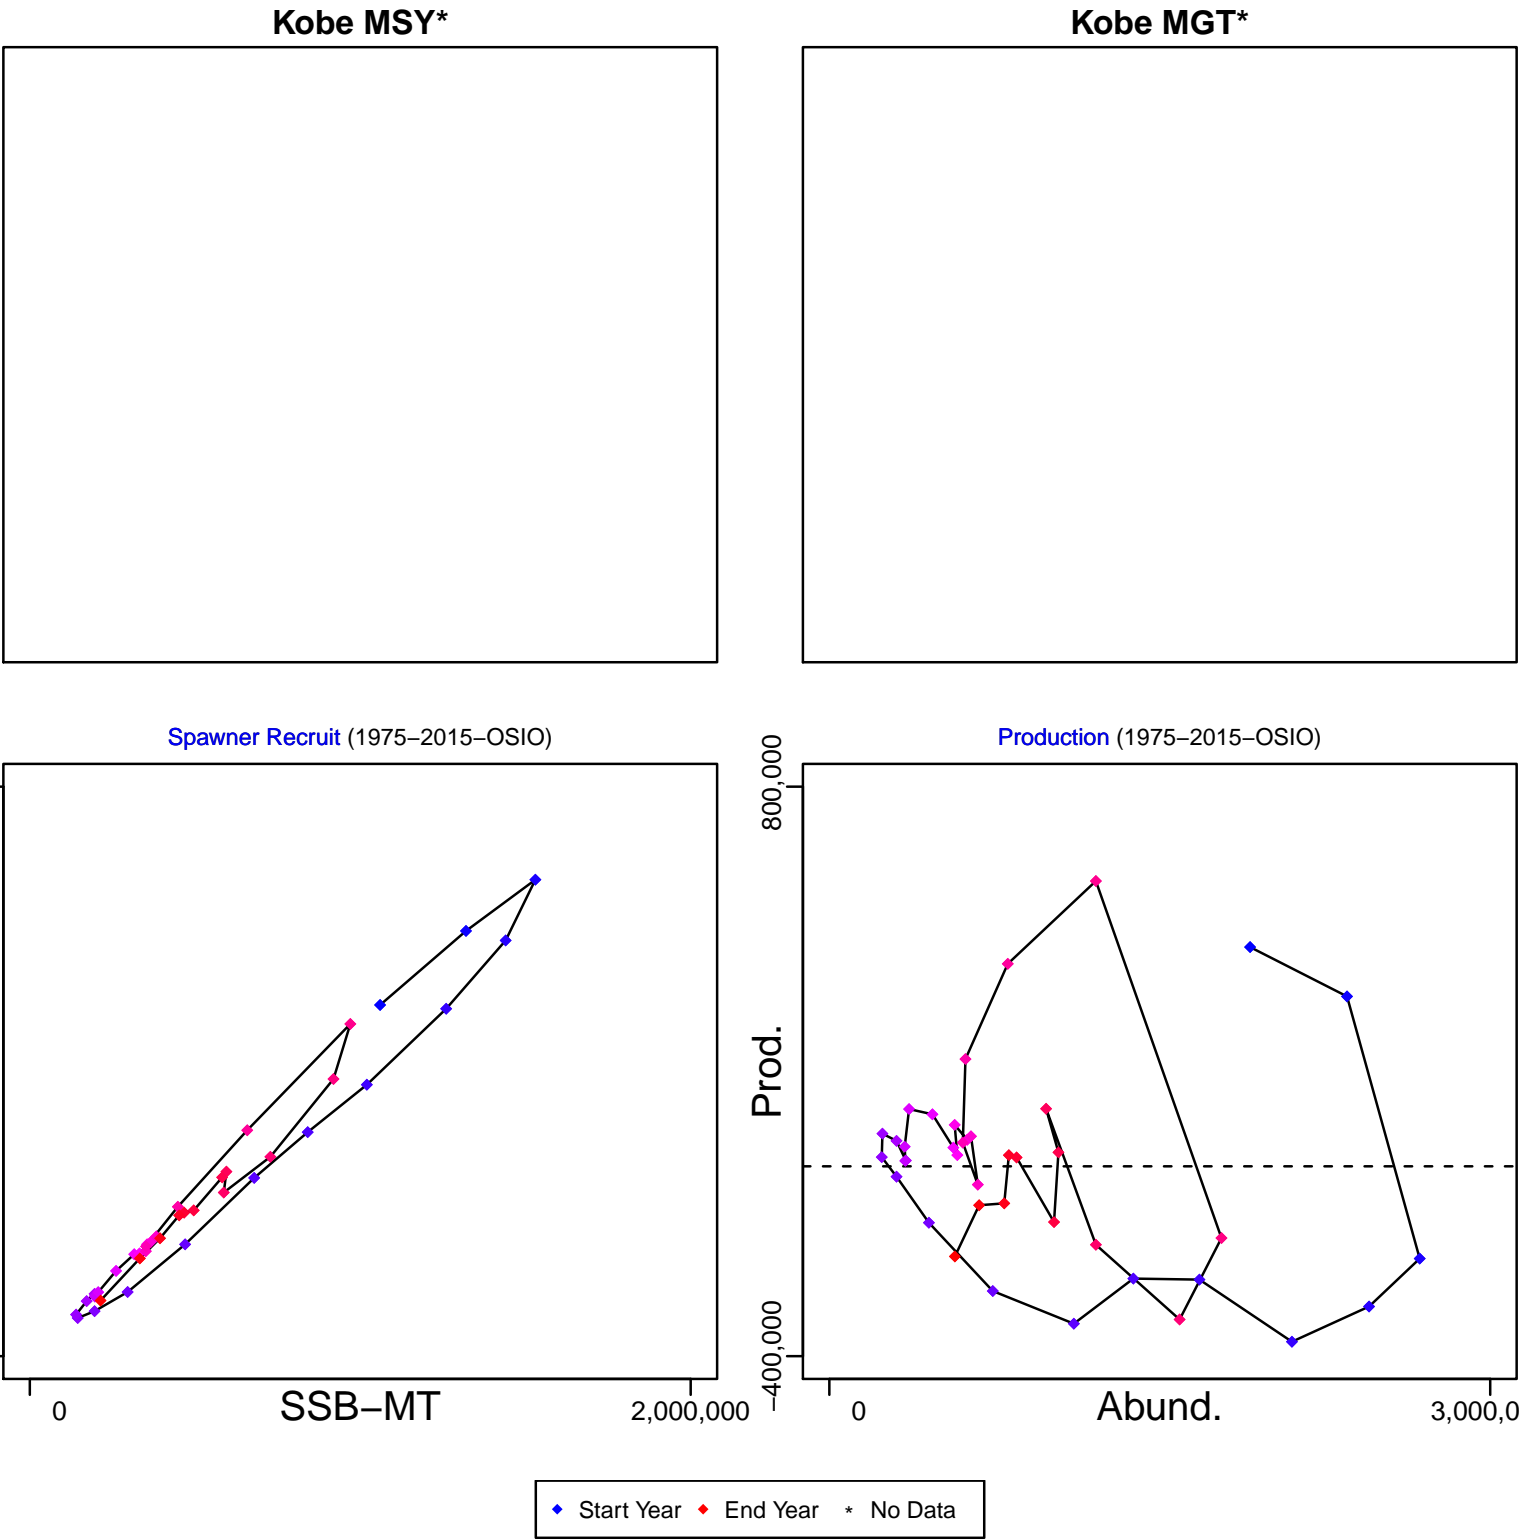 Kobe MSY*
Kobe MGT*
Spawner Recruit (1975−2015−OSIO)
Production (1975−2015−OSIO)
800,000
Prod.
−400,000
0
SSB−MT
2,000,000
0
Abund.
3,000,0
Start Year
End Year
* No Data